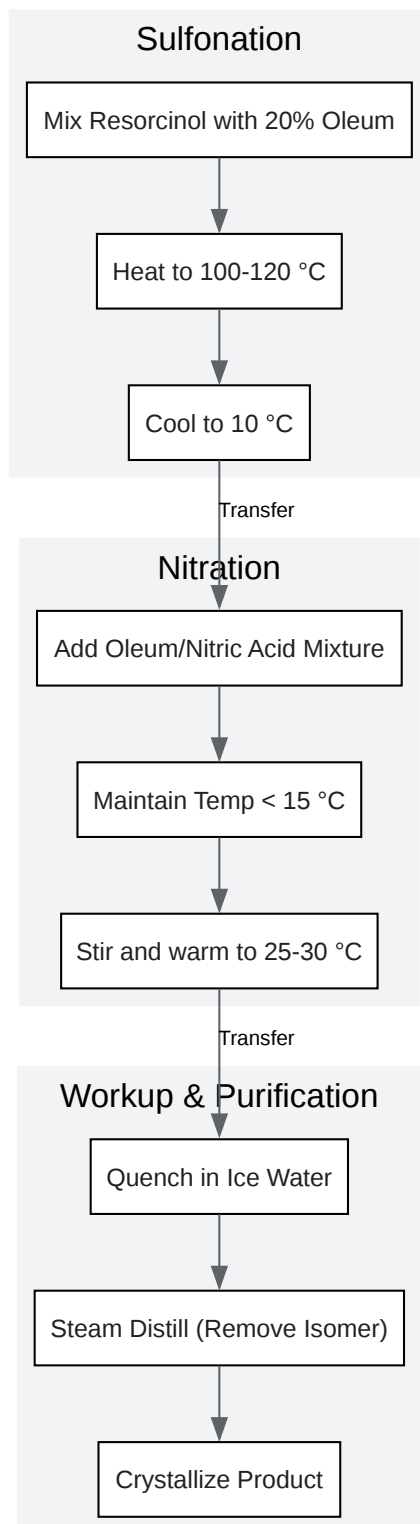 Sulfonation
Mix Resorcinol with 20% Oleum
Heat to 100-120 °C
Cool to 10 °C
Transfer
Nitration
Add Oleum/Nitric Acid Mixture
Maintain Temp < 15 °C
Stir and warm to 25-30 °C
Transfer
Workup & Purification
Quench in Ice Water
Steam Distill (Remove Isomer)
Crystallize Product